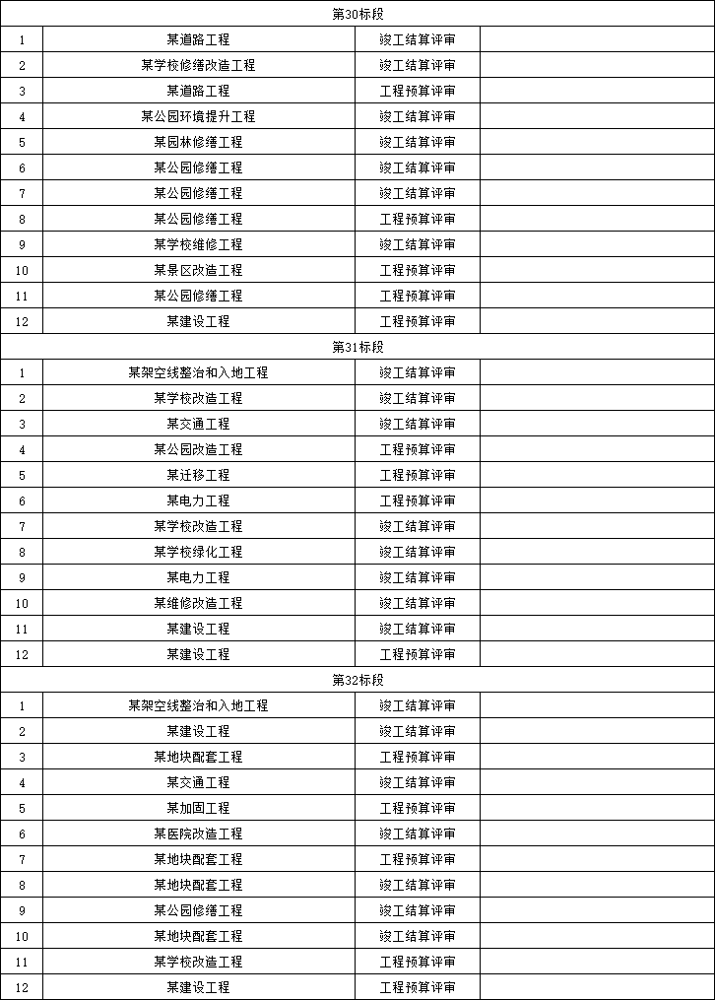 第30标段
1 某道路工程 竣工结算评审
2 某学校修缮改造工程 竣工结算评审
3 某道路工程 工程预算评审
4 某公园环境提升工程 竣工结算评审
5 某园林修缮工程 竣工结算评审
6 某公园修缮工程 竣工结算评审
7 某公园修缮工程 竣工结算评审
8 某公园修缮工程 工程预算评审
9 某学校维修工程 竣工结算评审
10 某景区改造工程 工程预算评审
11 某公园修缮工程 工程预算评审
12 某建设工程 工程预算评审
第31标段
1 某架空线整治和入地工程 竣工结算评审
2 某学校改造工程 竣工结算评审
3 某交通工程 竣工结算评审
4 某公园改造工程 工程预算评审
5 某迁移工程 工程预算评审
6 某电力工程 工程预算评审
7 某学校改造工程 竣工结算评审
8 某学校绿化工程 竣工结算评审
9 某电力工程 竣工结算评审
10 某维修改造工程 竣工结算评审
11 某建设工程 竣工结算评审
12 某建设工程 工程预算评审
第32标段
1 某架空线整治和入地工程 竣工结算评审
2 某建设工程 竣工结算评审
3 某地块配套工程 工程预算评审
4 某交通工程 竣工结算评审
5 某加固工程 工程预算评审
6 某医院改造工程 竣工结算评审
7 某地块配套工程 工程预算评审
8 某地块配套工程 竣工结算评审
9 某公园修缮工程 竣工结算评审
10 某地块配套工程 竣工结算评审
11 某学校改造工程 工程预算评审
12 某建设工程 工程预算评审